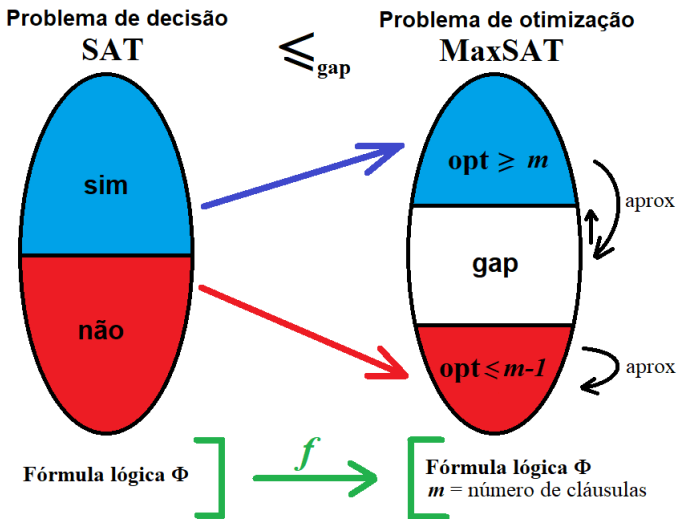 Problema de decisão
SAT
≤gap
Problema de otimização
MaxSAT
sim
não
opt ⩾ m
gap
opt ⩽ m-1
aprox
aprox
Fórmula lógica Φ
f
Fórmula lógica Φ
m = número de cláusulas